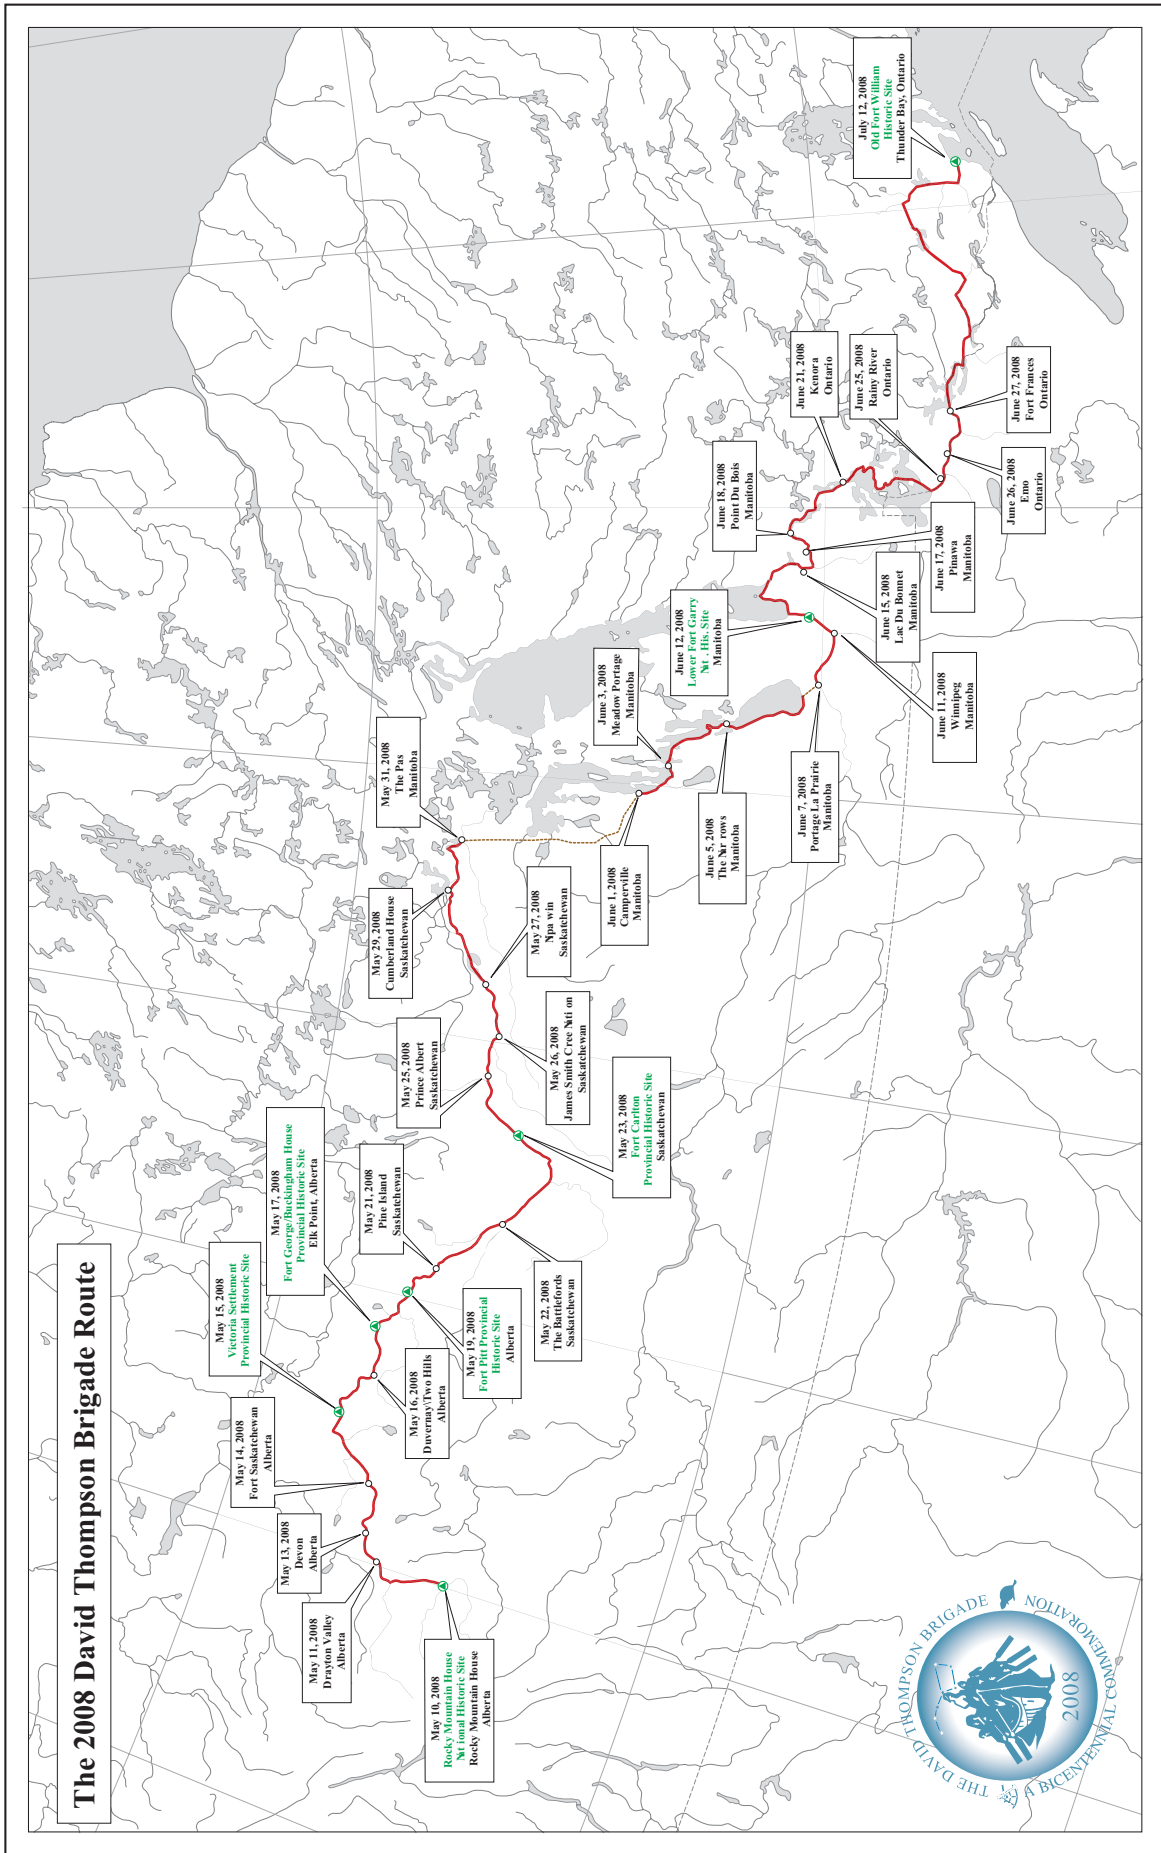 The 2008 David Thompson Brigade Route
May 10, 2008
Rocky Mountain House
Nat ional Historic Site
Rocky Mountain House
Alberta
May 11, 2008
Drayton Valley
Alberta
May 13, 2008
Devon
Alberta
May 14, 2008
Fort Saskatchewan
Alberta
May 15, 2008
Victoria Settlement
Provincial Historic Site
May 16, 2008
Duvernay\Two Hills
Alberta
May 17, 2008
Fort George/Buckingham House
Provincial Historic Site
Elk Point, Alberta
May 19, 2008
Fort Pitt Provincial
Historic Site
Alberta
May 21, 2008
Pine Island
Saskatchewan
May 22, 2008
The Battlefords
Saskatchewan
May 23, 2008
Fort Carlton
Provincial Historic Site
Saskatchewan
May 25, 2008
Prince Albert
Saskatchewan
May 26, 2008
James Smith Cree Nati on
Saskatchewan
May 27, 2008
Nipa win
Saskatchewan
May 29, 2008
Cumberland House
Saskatchewan
May 31, 2008
The Pas
Manitoba
June 1, 2008
Camperville
Manitoba
June 3, 2008
Meadow Portage
Manitoba
June 5, 2008
The Nar rows
Manitoba
June 7, 2008
Portage La Prairie
Manitoba
June 11, 2008
Winnipeg
Manitoba
June 12, 2008
Lower Fort Garry
Nat . His. Site
Manitoba
June 15, 2008
Lac Du Bonnet
Manitoba
June 17, 2008
Pinawa
Manitoba
June 18, 2008
Point Du Bois
Manitoba
June 21, 2008
Kenora
Ontario
June 25, 2008
Rainy River
Ontario
June 26, 2008
Emo
Ontario
June 27, 2008
Fort Frances
Ontario
July 12, 2008
Old Fort William
Historic Site
Thunder Bay, Ontario
THE DAVID THOMPSON BRIGADE
2008
A BICENTENNIAL COMMEMORATION